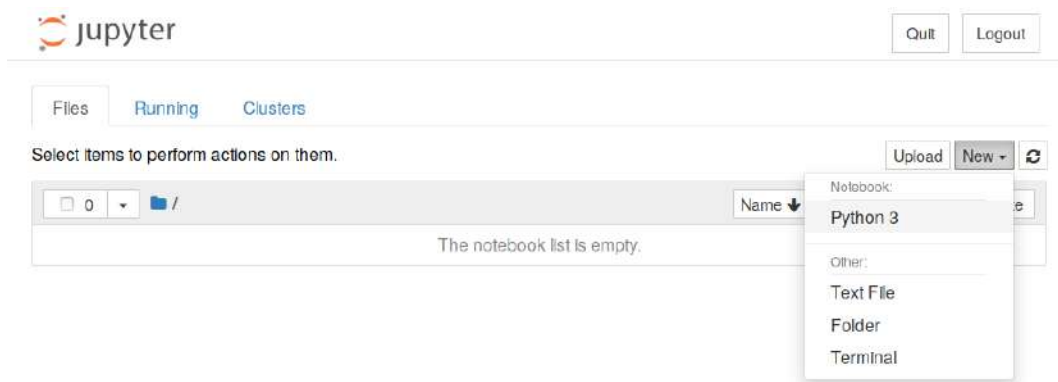 jupyter
Quit Logout
Files Running Clusters
Select items to perform actions on them.
Upload New
0 / Name
The notebook list is empty.
Notebook:
Python 3
Other:
Text File
Folder
Terminal